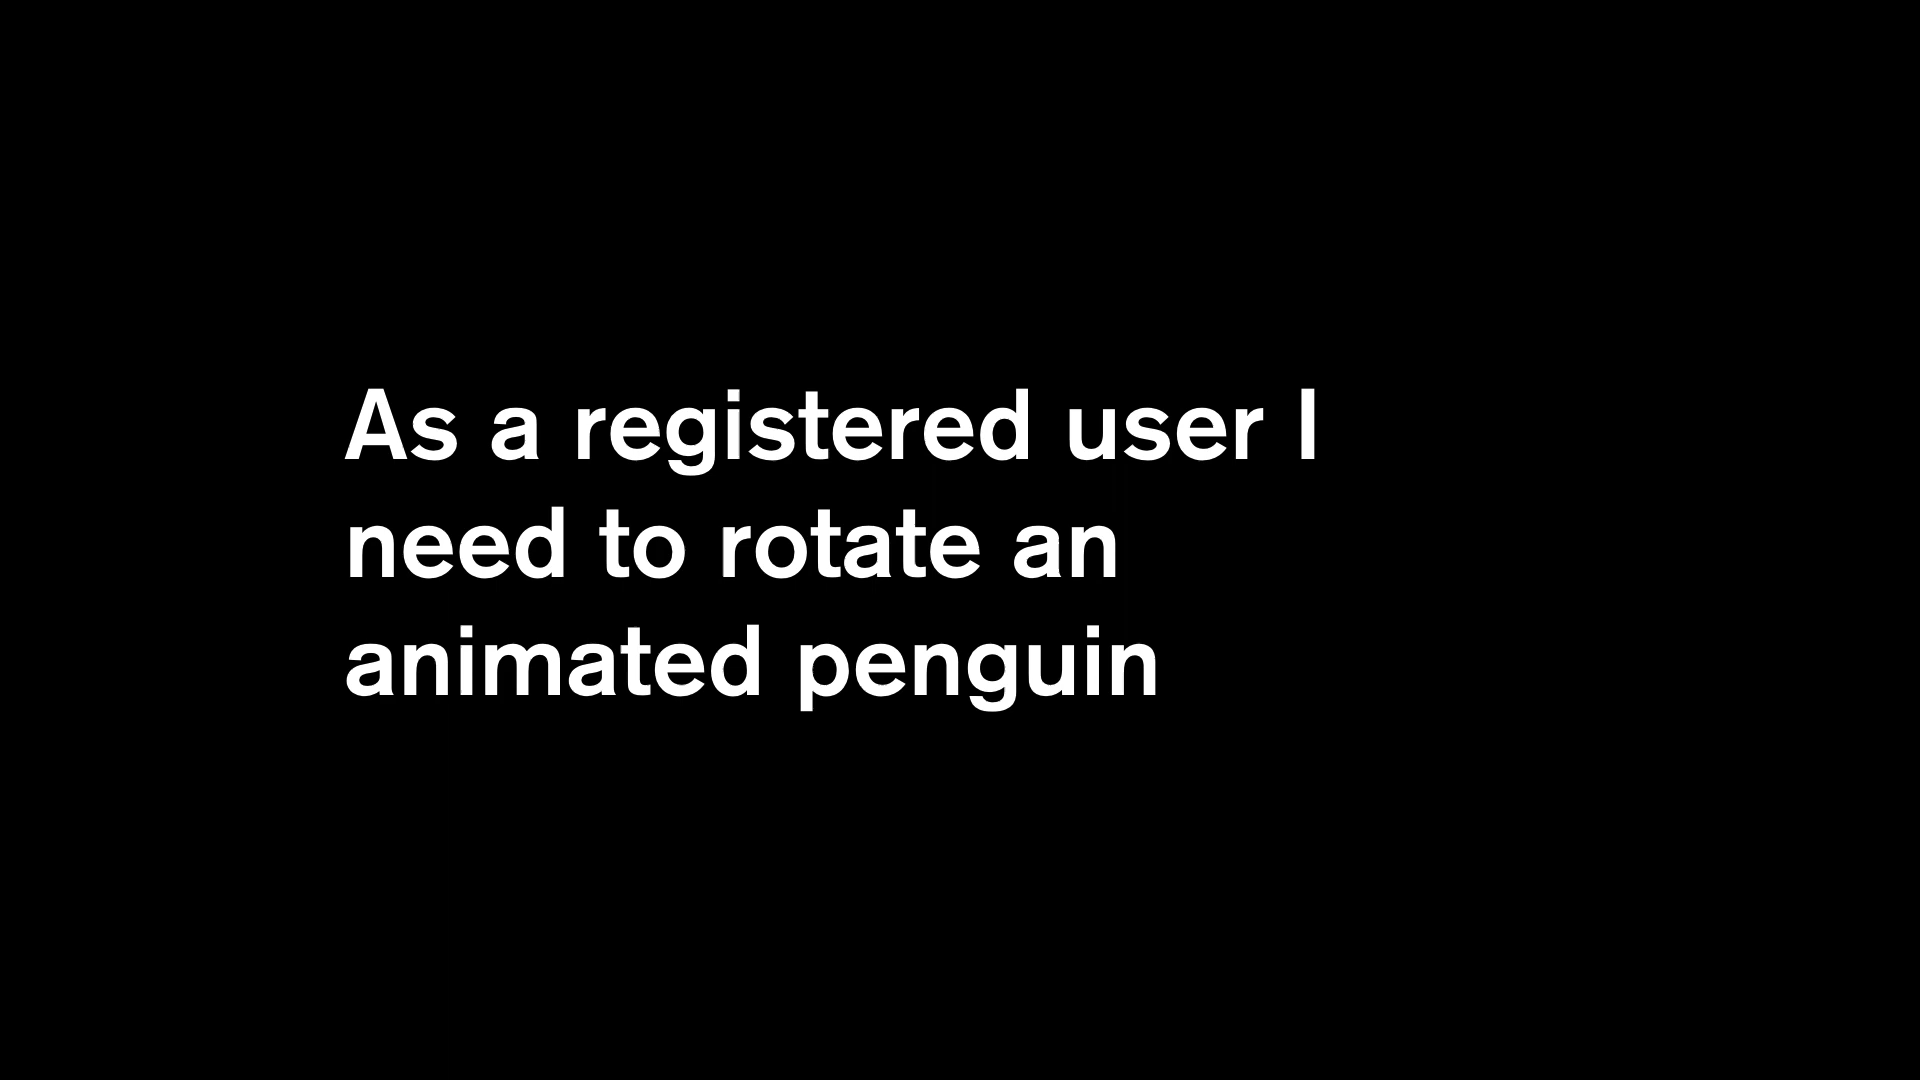 As a registered user I
need to rotate an
animated penguin